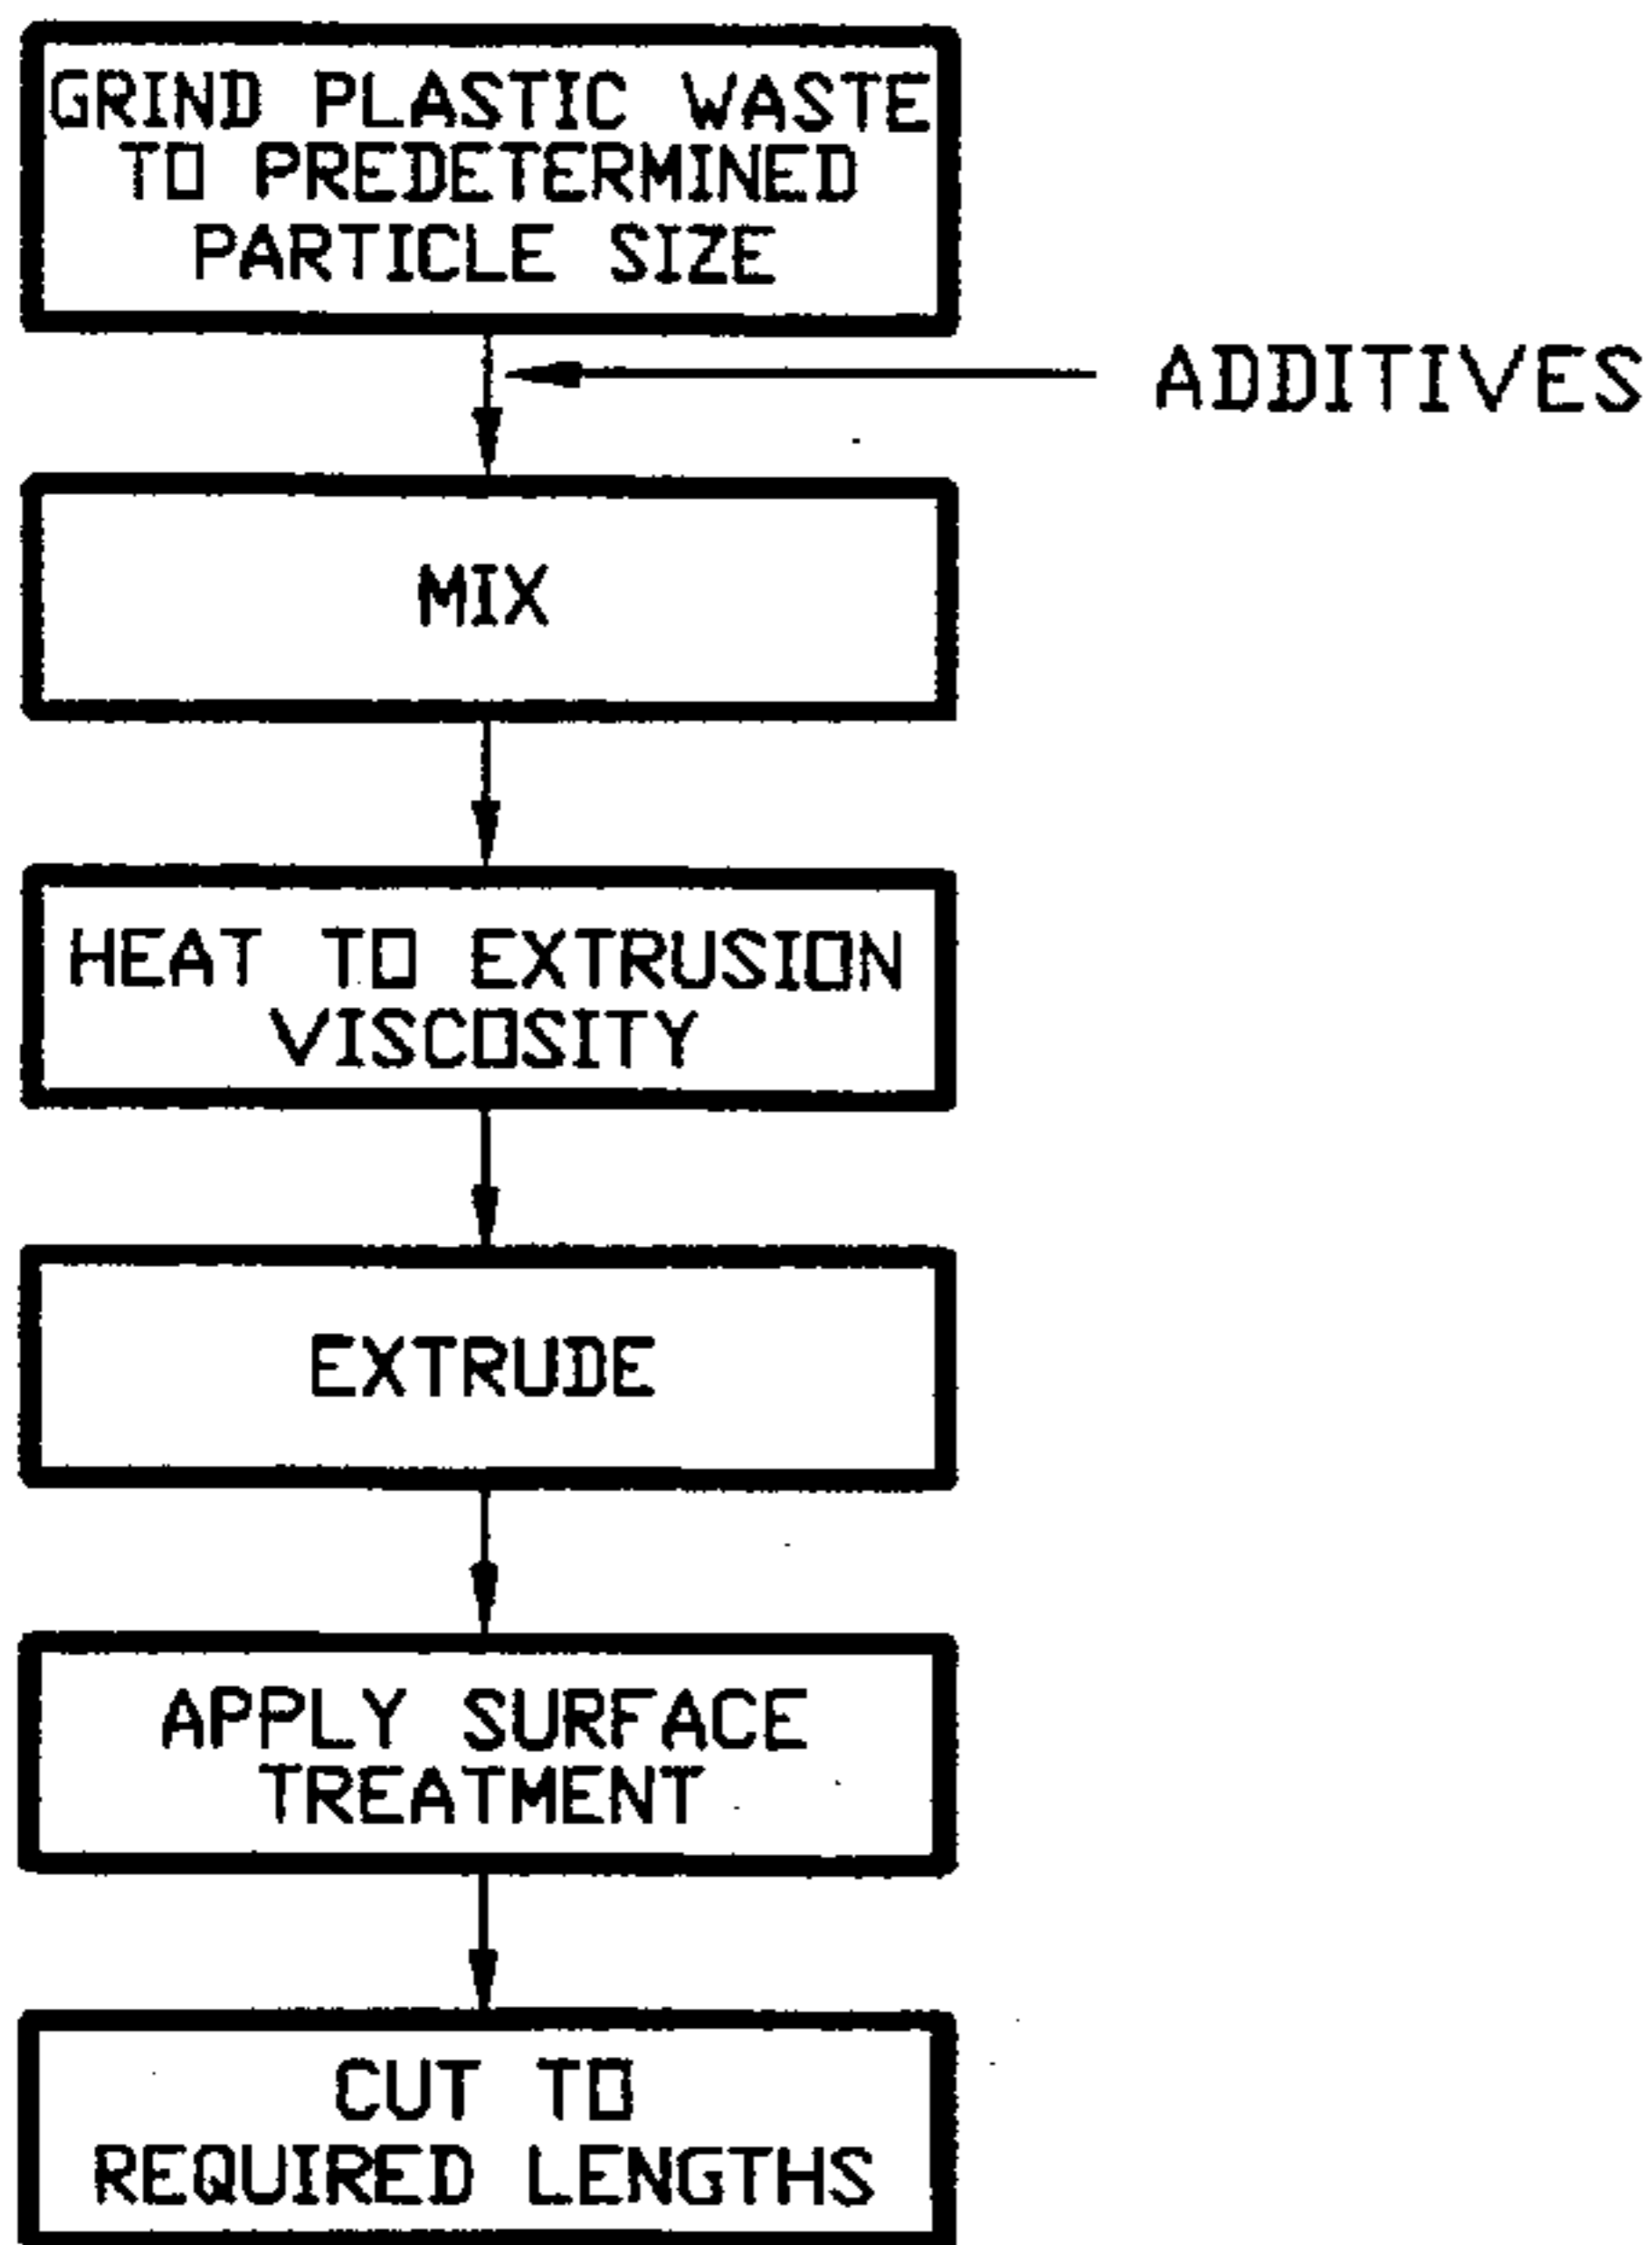 GRIND PLASTIC WASTE
TO PREDETERMINED
PARTICLE SIZE
ADDITIVES
MIX
HEAT TO EXTRUSION
VISCOSITY
EXTRUDE
APPLY SURFACE
TREATMENT
CUT TO
REQUIRED LENGTHS